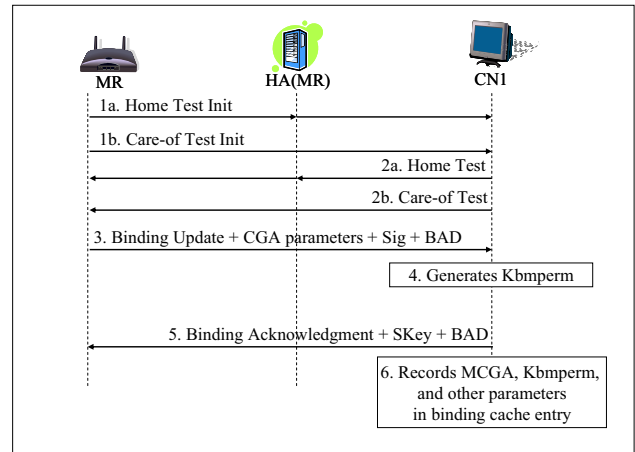 MR
HA(MR)
CN1
1a. Home Test Init
1b. Care-of Test Init
2a. Home Test
2b. Care-of Test
3. Binding Update + CGA parameters + Sig + BAD
4. Generates Kbmperm
5. Binding Acknowledgment + SKey + BAD
6. Records MCGA, Kbmperm,
and other parameters
in binding cache entry